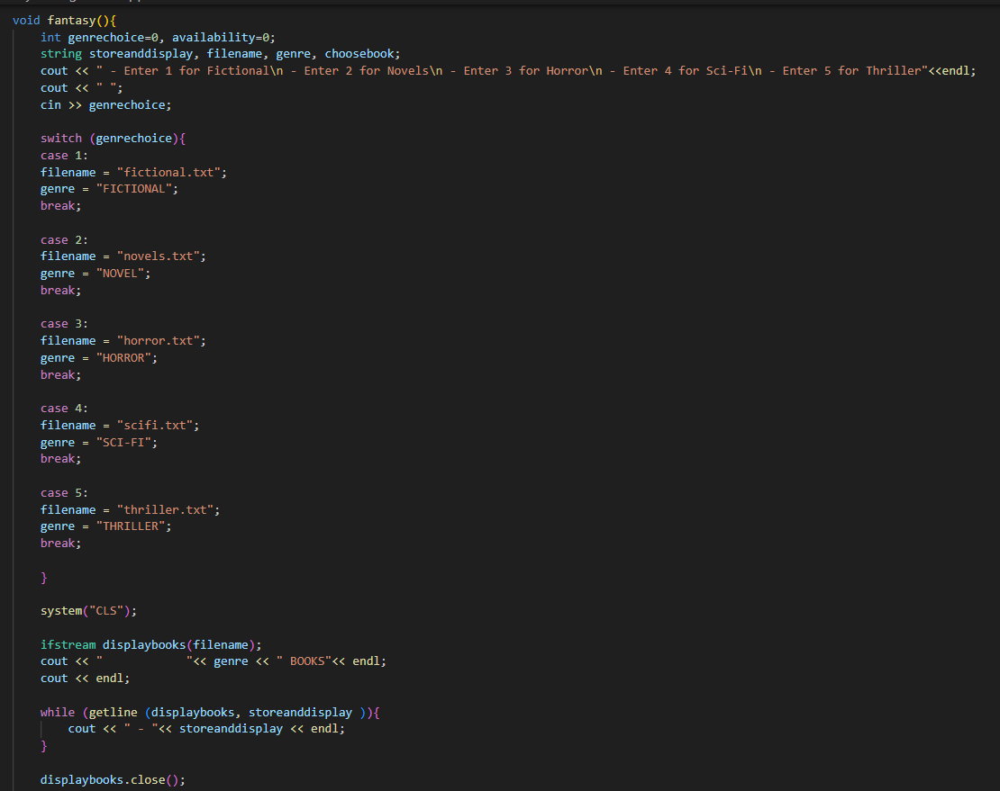 void fantasy(){
int genrechoice=0, availability=0;
string storeanddisplay, filename, genre, choosebook;
cout << " - Enter 1 for Fictional\n - Enter 2 for Novels\n - Enter 3 for Horror\n - Enter 4 for Sci-Fi\n - Enter 5 for Thriller"<<endl;
cout << " ";
cin >> genrechoice;
switch (genrechoice){
case 1:
filename = "fictional.txt";
genre = "FICTIONAL";
break;
case 2:
filename = "novels.txt";
genre = "NOVEL";
break;
case 3:
filename = "horror.txt";
genre = "HORROR";
break;
case 4:
filename = "scifi.txt";
genre = "SCI-FI";
break;
case 5:
filename = "thriller.txt";
genre = "THRILLER";
break;
}
system("CLS");
ifstream displaybooks(filename);
cout << "            "<< genre << " BOOKS"<< endl;
cout << endl;
while (getline (displaybooks, storeanddisplay )){
cout << " - "<< storeanddisplay << endl;
}
displaybooks.close();